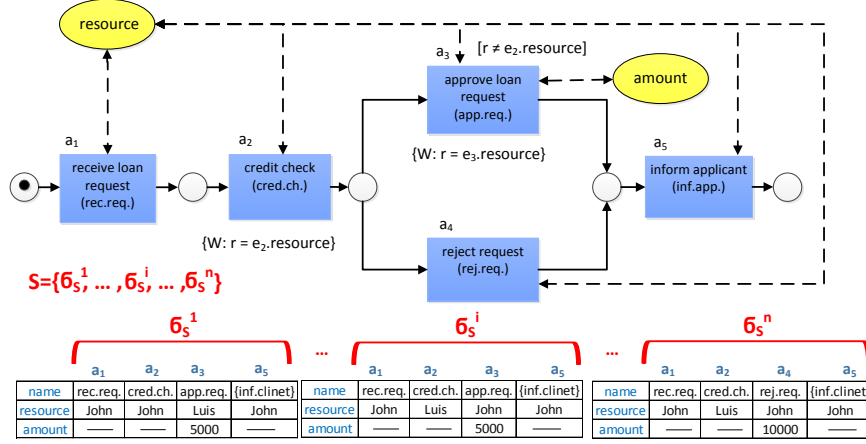 resource
[r ≠ e₂.resource]
a₃
approve loan
request
(app.req.)
amount
a₁
a₂
a₅
{W: r = e₃.resource}
receive loan
request
(rec.req.)
credit check
(cred.ch.)
inform applicant
(inf.app.)
a₄
{W: r = e₂.resource}
reject request
(rej.req.)
S={бₛ¹, ... ,бₛⁱ, ... ,бₛⁿ}
бₛ¹ бₛⁱ бₛⁿ
... ...
a₁ a₂ a₃ a₅ a₁ a₂ a₃ a₅ a₁ a₂ a₄ a₅
name rec.req. cred.ch. app.req. {inf.clinet} name rec.req. cred.ch. app.req. {inf.clinet} name rec.req. cred.ch. rej.req. {inf.clinet}
resource John John Luis John resource John Luis John John resource John Luis John John
amount — — 5000 — amount — — 5000 — amount — — 10000 —